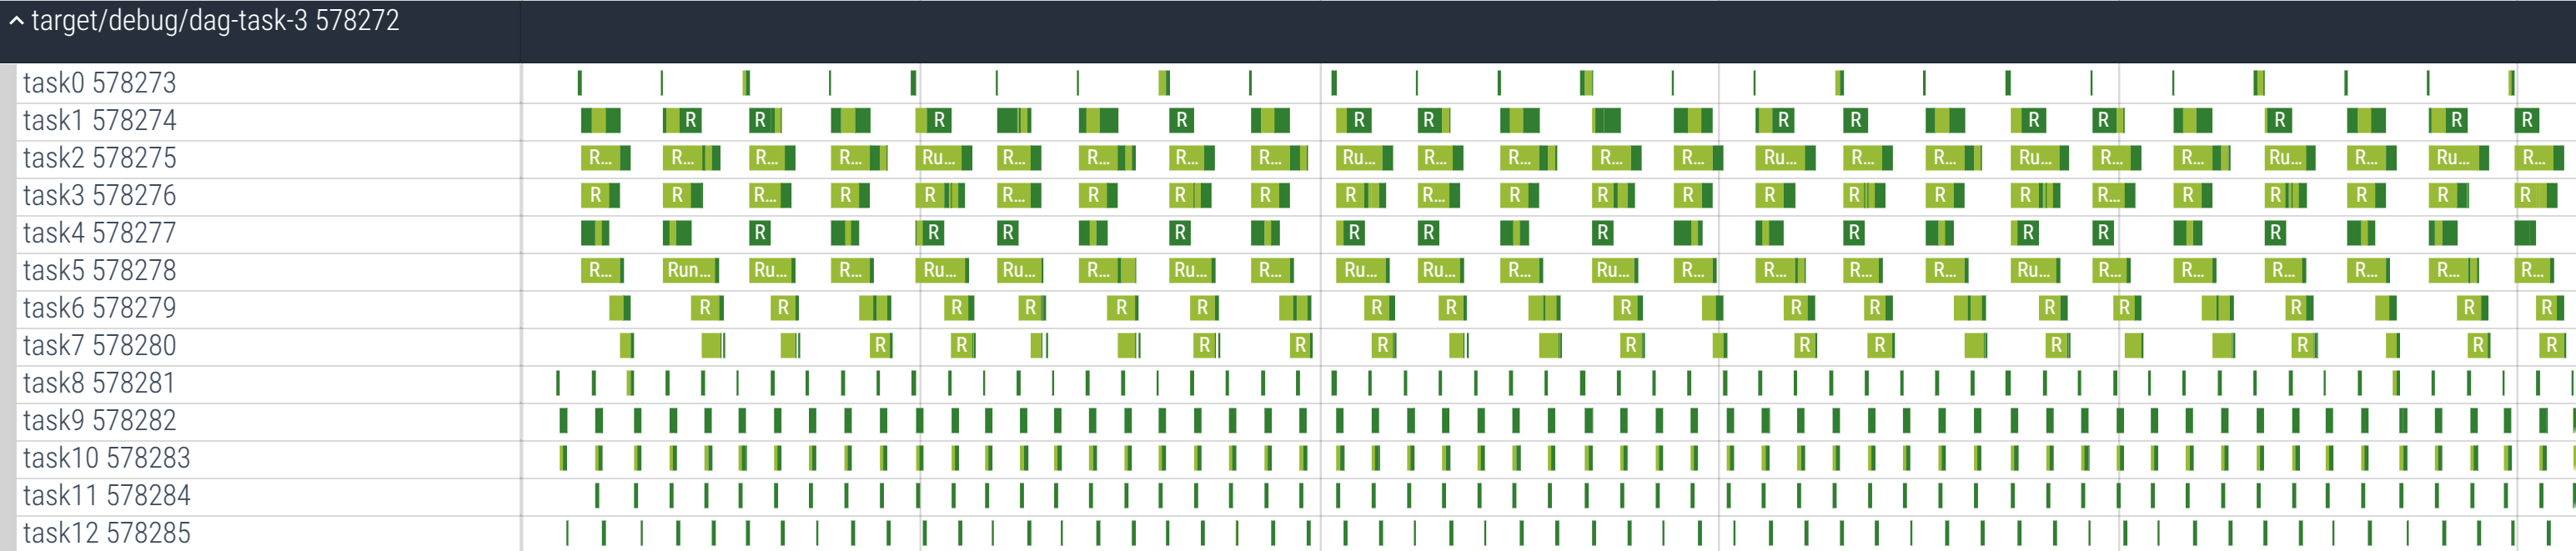 target/debug/dag-task-3 578272
task0 578273
task1 578274 R R R R R R R R R R R R R R
task2 578275 R... R... R... R... Ru... R... R... R... R... Ru... R... R... R... R... Ru... R... R... Ru... R... R... Ru... R... Ru... R...
task3 578276 R R R... R R R... R R R R R... R R R R R R R R... R R R R R
task4 578277 R R R R R R R R R R R
task5 578278 R... Run... Ru... R... Ru... Ru... R... Ru... R... Ru... Ru... R... Ru... R... R... R... R... Ru... R... R... R... R... R... R...
task6 578279 R R R R R R R R R R R R R R R R
task7 578280 R R R R R R R R R R R R
task8 578281
task9 578282
task10 578283
task11 578284
task12 578285